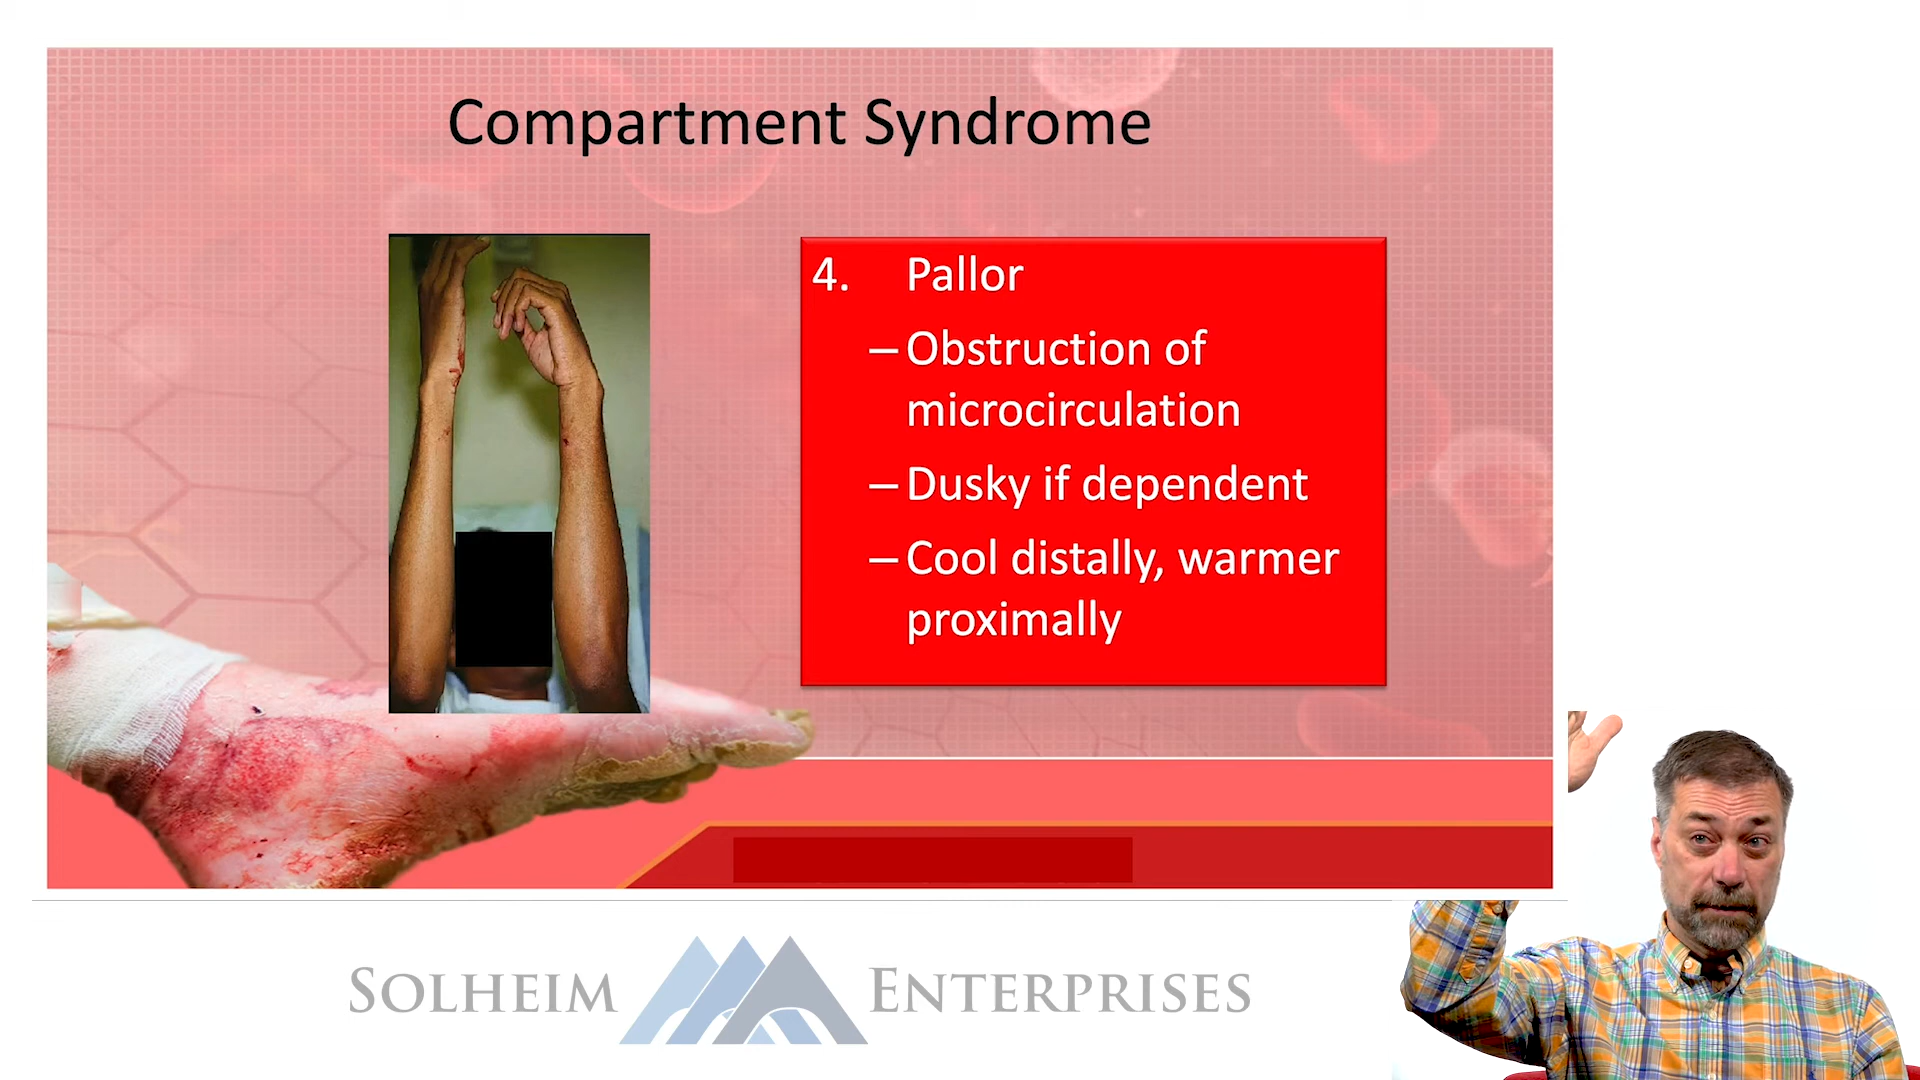 Compartment Syndrome
4. Pallor
– Obstruction of
microcirculation
– Dusky if dependent
– Cool distally, warmer
proximally
SOLHEIM ENTERPRISES